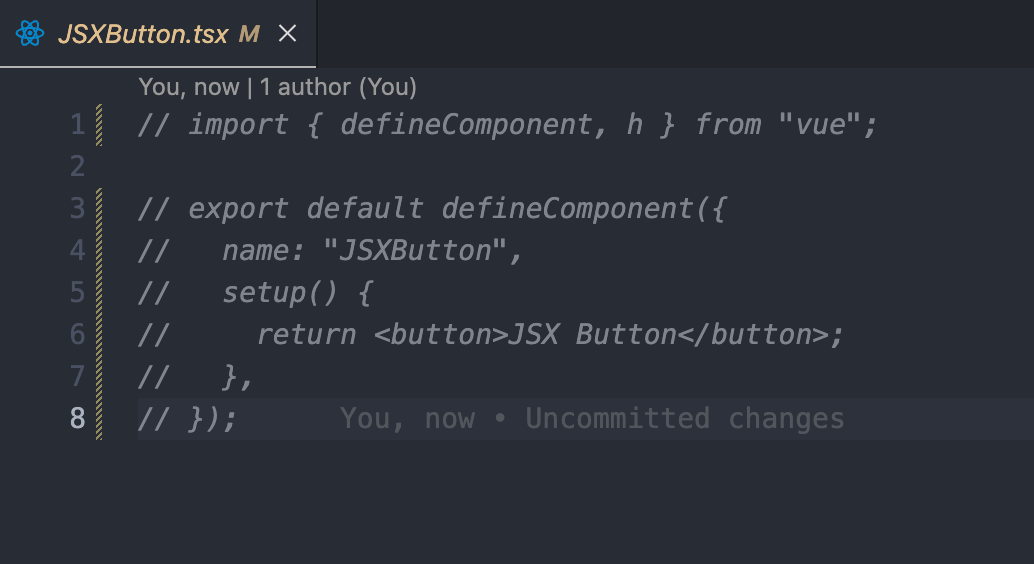 JSXButton.tsx M
You, now | 1 author (You)
1 // import { defineComponent, h } from "vue";
2
3 // export default defineComponent({
4 //   name: "JSXButton",
5 //   setup() {
6 //     return <button>JSX Button</button>;
7 //   },
8 // }); You, now • Uncommitted changes